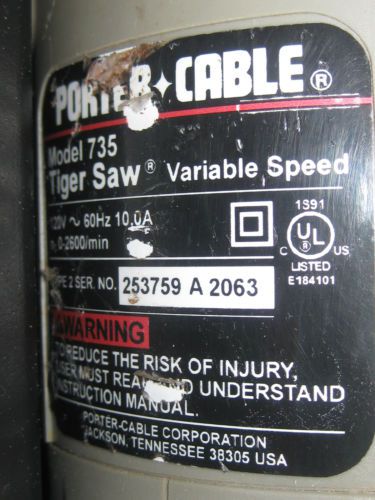 PORTER+CABLE®
Model 735
Tiger Saw® Variable Speed
120V ~ 60Hz 10.0A
0-2600/min
1391
UL ®
C US
LISTED
E184101
TYPE 2 SER. NO. 253759 A 2063
WARNING
TO REDUCE THE RISK OF INJURY,
USER MUST READ AND UNDERSTAND
INSTRUCTION MANUAL.
PORTER-CABLE CORPORATION
JACKSON, TENNESSEE 38305 USA